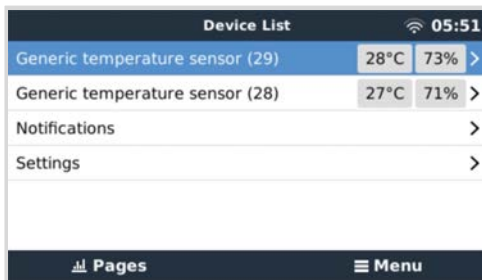 Device List 05:51
Generic temperature sensor (29) 28°C 73%
Generic temperature sensor (28) 27°C 71%
Notifications
Settings
Pages Menu